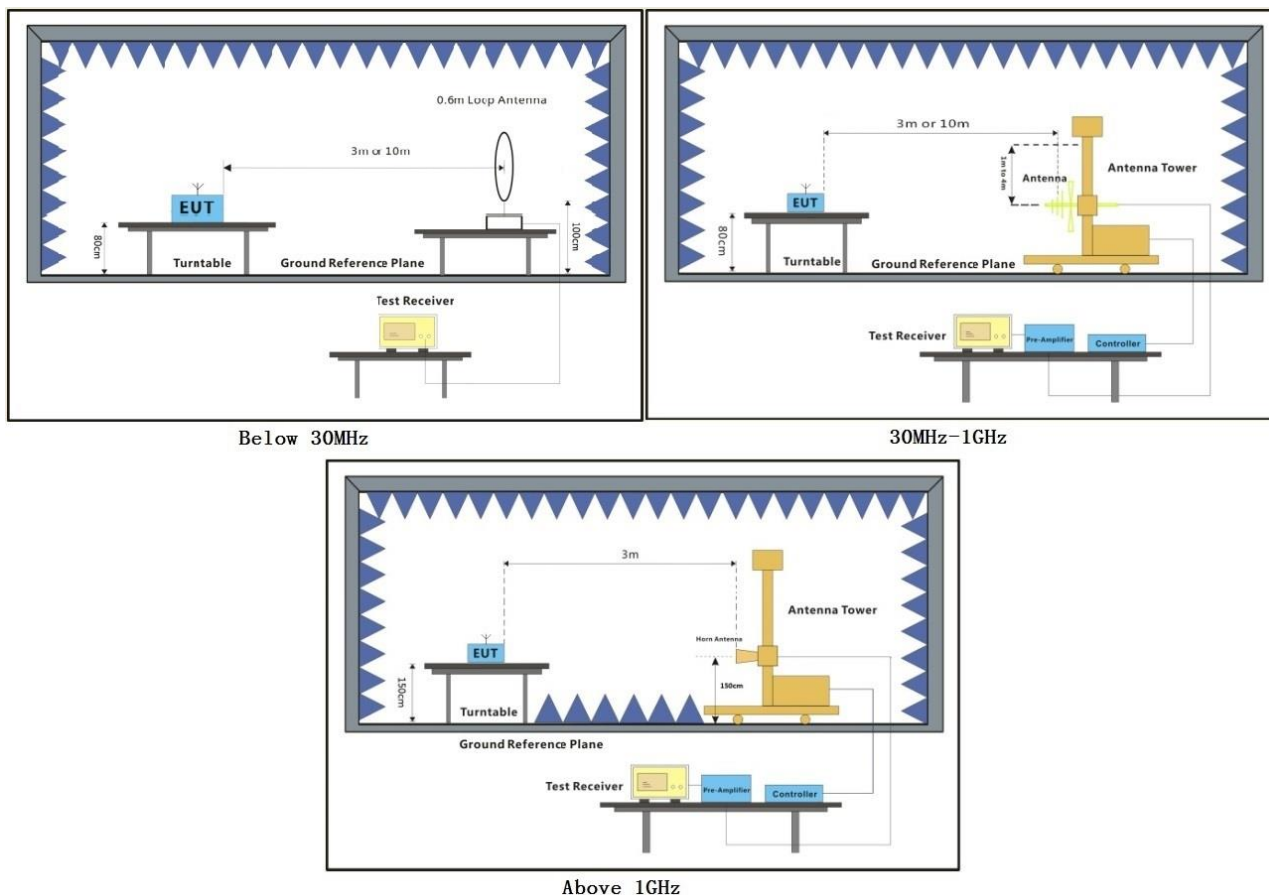 0.6m Loop Antenna
3m or 10m
EUT
80cm
100cm
Turntable
Ground Reference Plane
Test Receiver
Below 30MHz
3m or 10m
1m to 4m
Antenna
Antenna Tower
EUT
80cm
Turntable
Ground Reference Plane
Test Receiver
Pre-Amplifier
Controller
30MHz-1GHz
3m
Antenna Tower
Horn Antenna
EUT
150cm
150cm
Turntable
Ground Reference Plane
Test Receiver
Pre-Amplifier
Controller
Above 1GHz